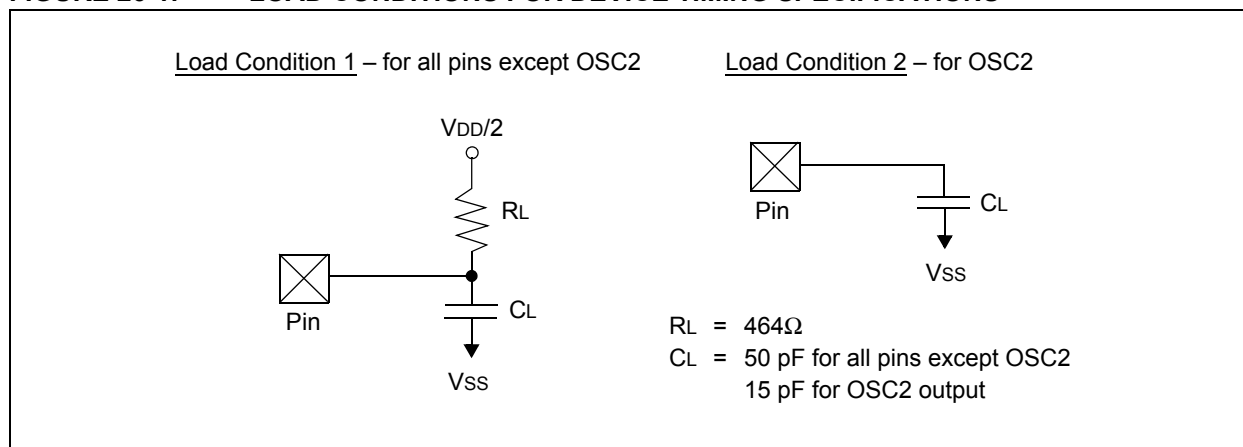 Load Condition 1 – for all pins except OSC2
VDD/2
RL
Pin
CL
VSS
Load Condition 2 – for OSC2
Pin
CL
VSS
RL = 464Ω
CL = 50 pF for all pins except OSC2
15 pF for OSC2 output